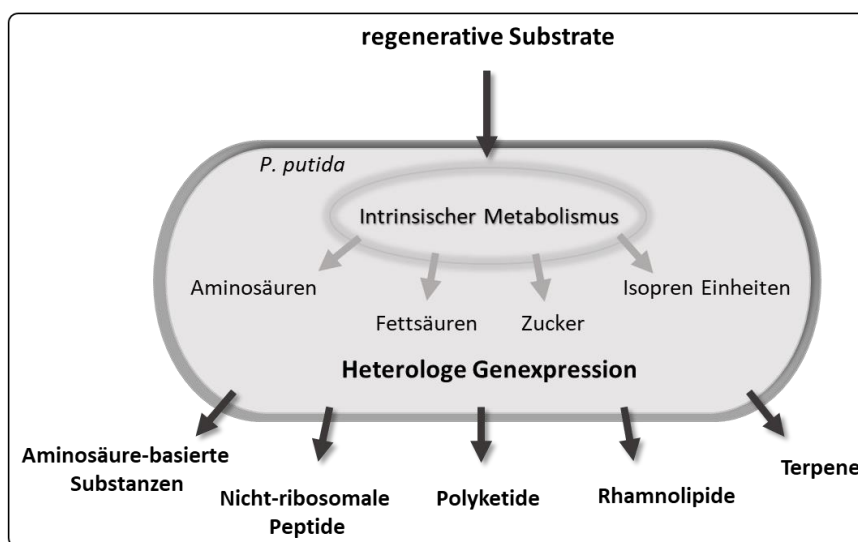 regenerative Substrate
P. putida
Intrinsischer Metabolismus
Aminosäuren
Isopren Einheiten
Fettsäuren
Zucker
Heterologe Genexpression
Aminosäure-basierte
Substanzen
Nicht-ribosomale
Peptide
Polyketide
Rhamnolipide
Terpene